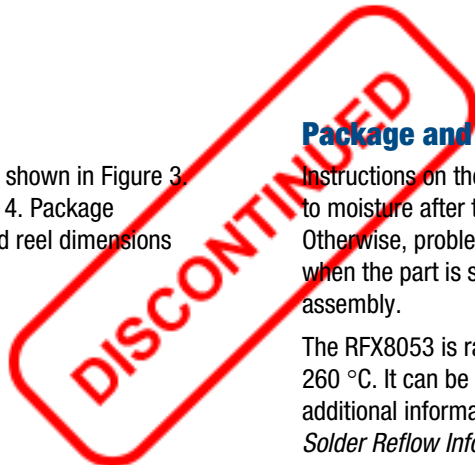 shown in Figure 3.
4. Package
d reel dimensions
Package and
Instructions on the
to moisture after t
Otherwise, proble
when the part is s
assembly.
The RFX8053 is ra
260 °C. It can be
additional informa
Solder Reflow Info
DISCONTINUED